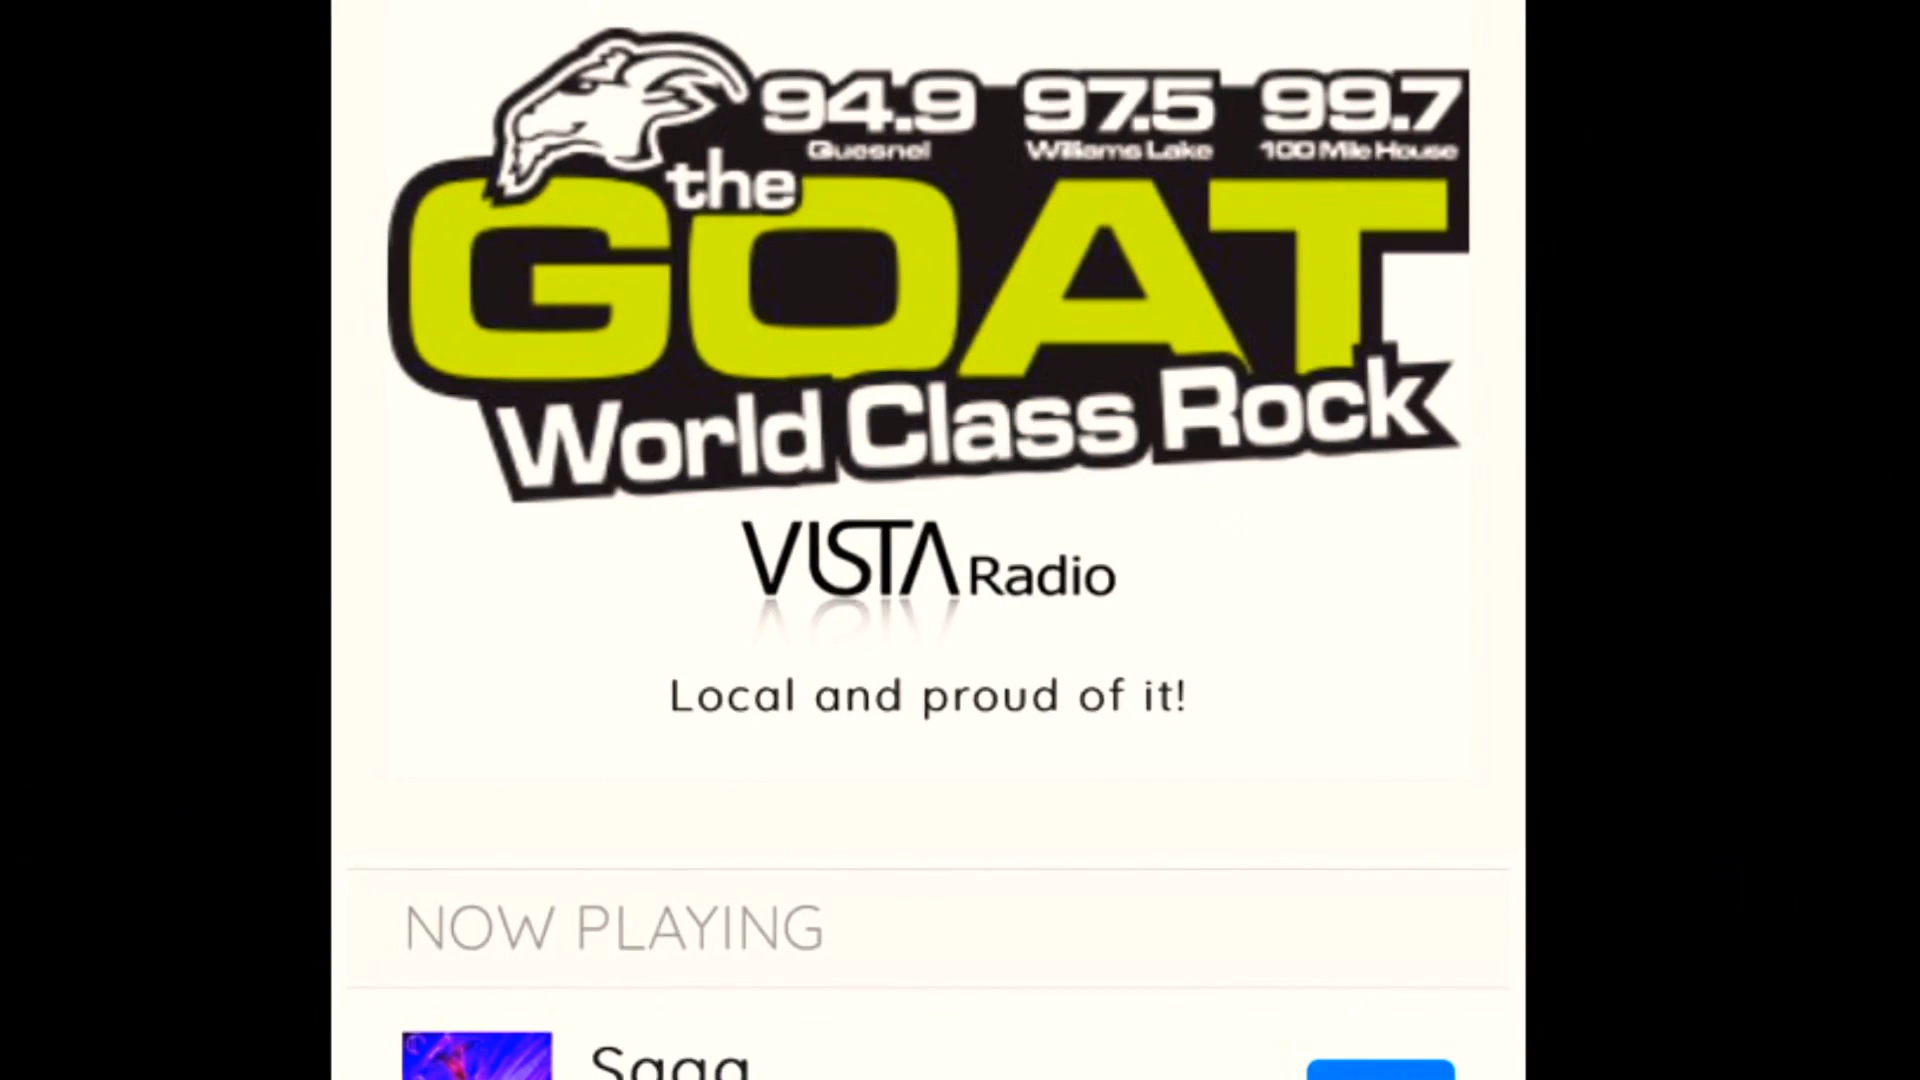 94.9 97.5 99.7
Quesnel Williams Lake 100 Mile House
the
GOAT
World Class Rock
VISTA Radio
Local and proud of it!
NOW PLAYING
Saga